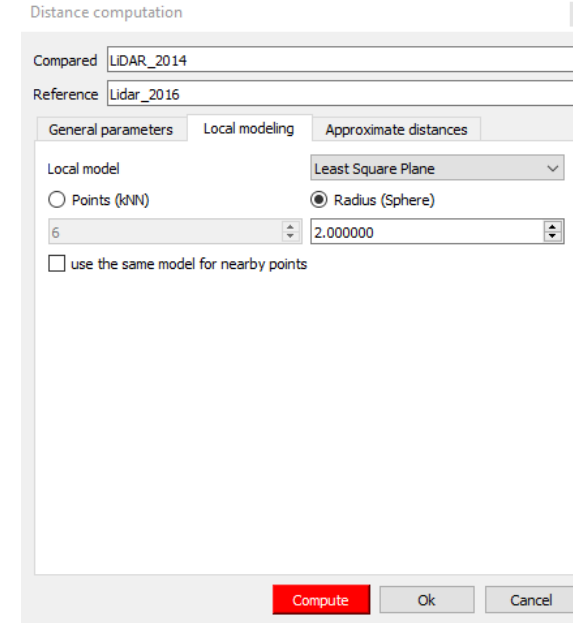 Distance computation
Compared LiDAR_2014
Reference Lidar_2016
General parameters Local modeling Approximate distances
Local model Least Square Plane
Points (kNN) Radius (Sphere)
6 2.000000
use the same model for nearby points
Compute Ok Cancel